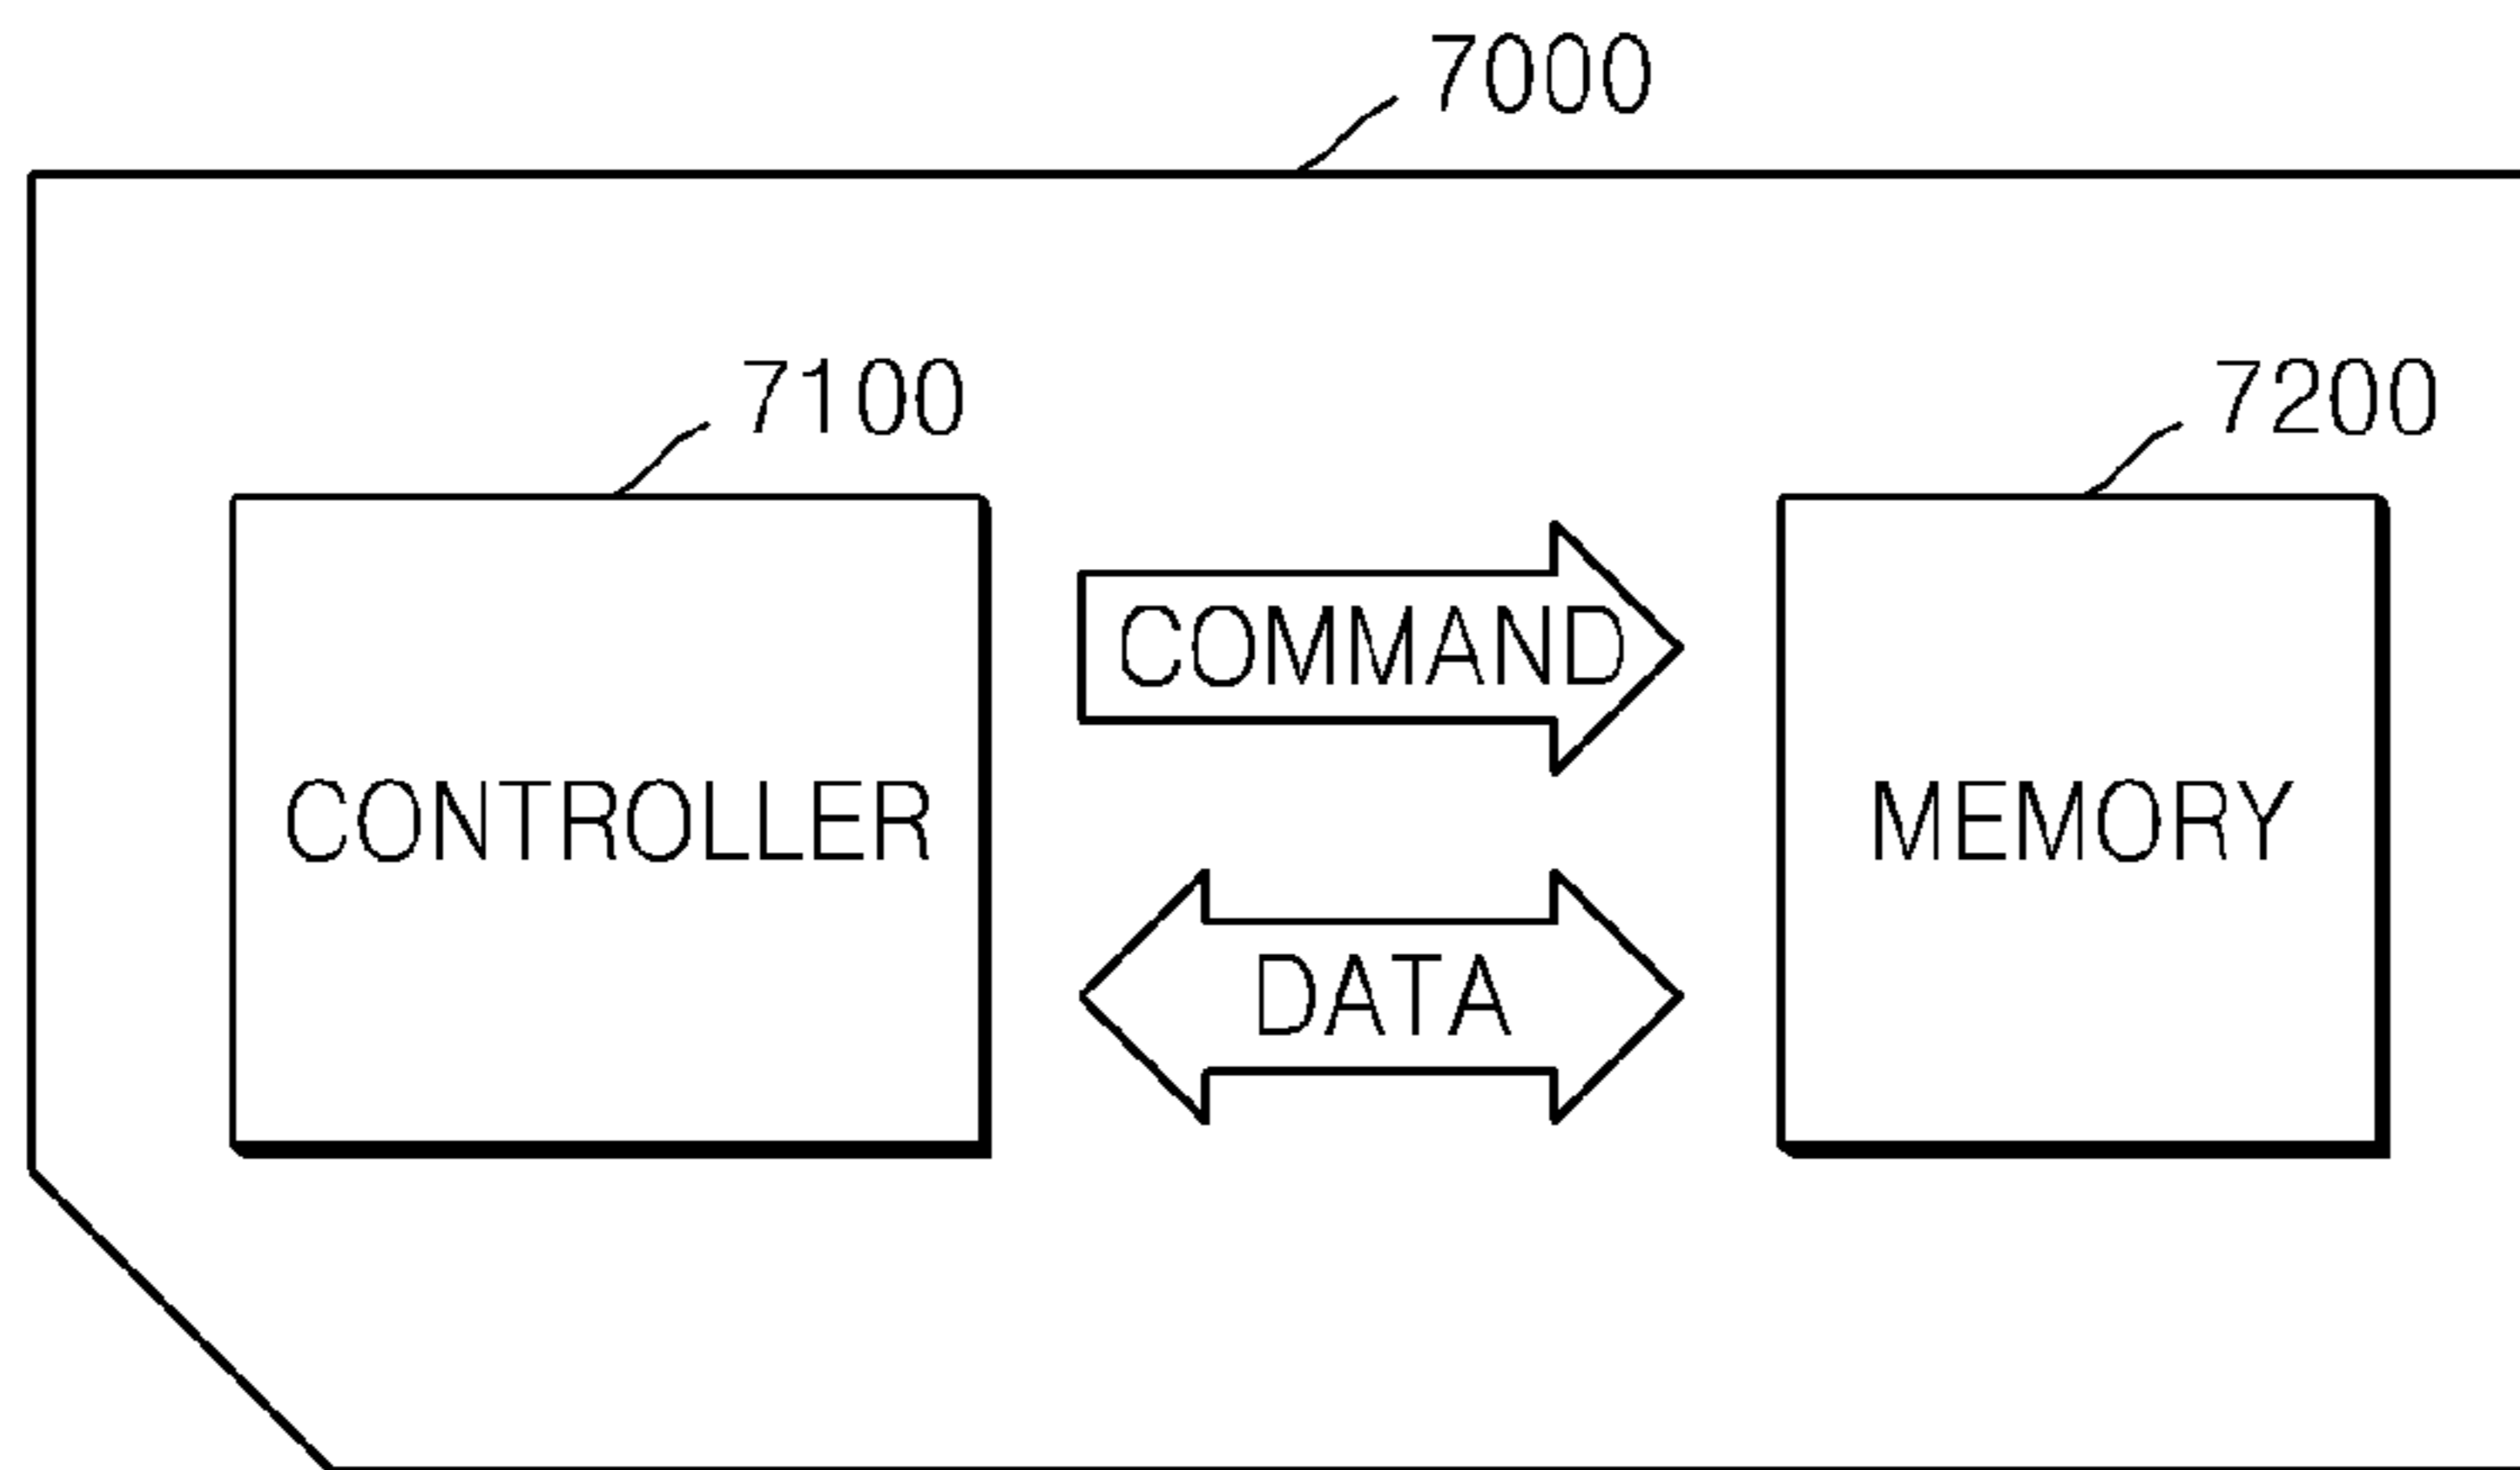 7000
7100
7200
COMMAND
CONTROLLER
MEMORY
DATA